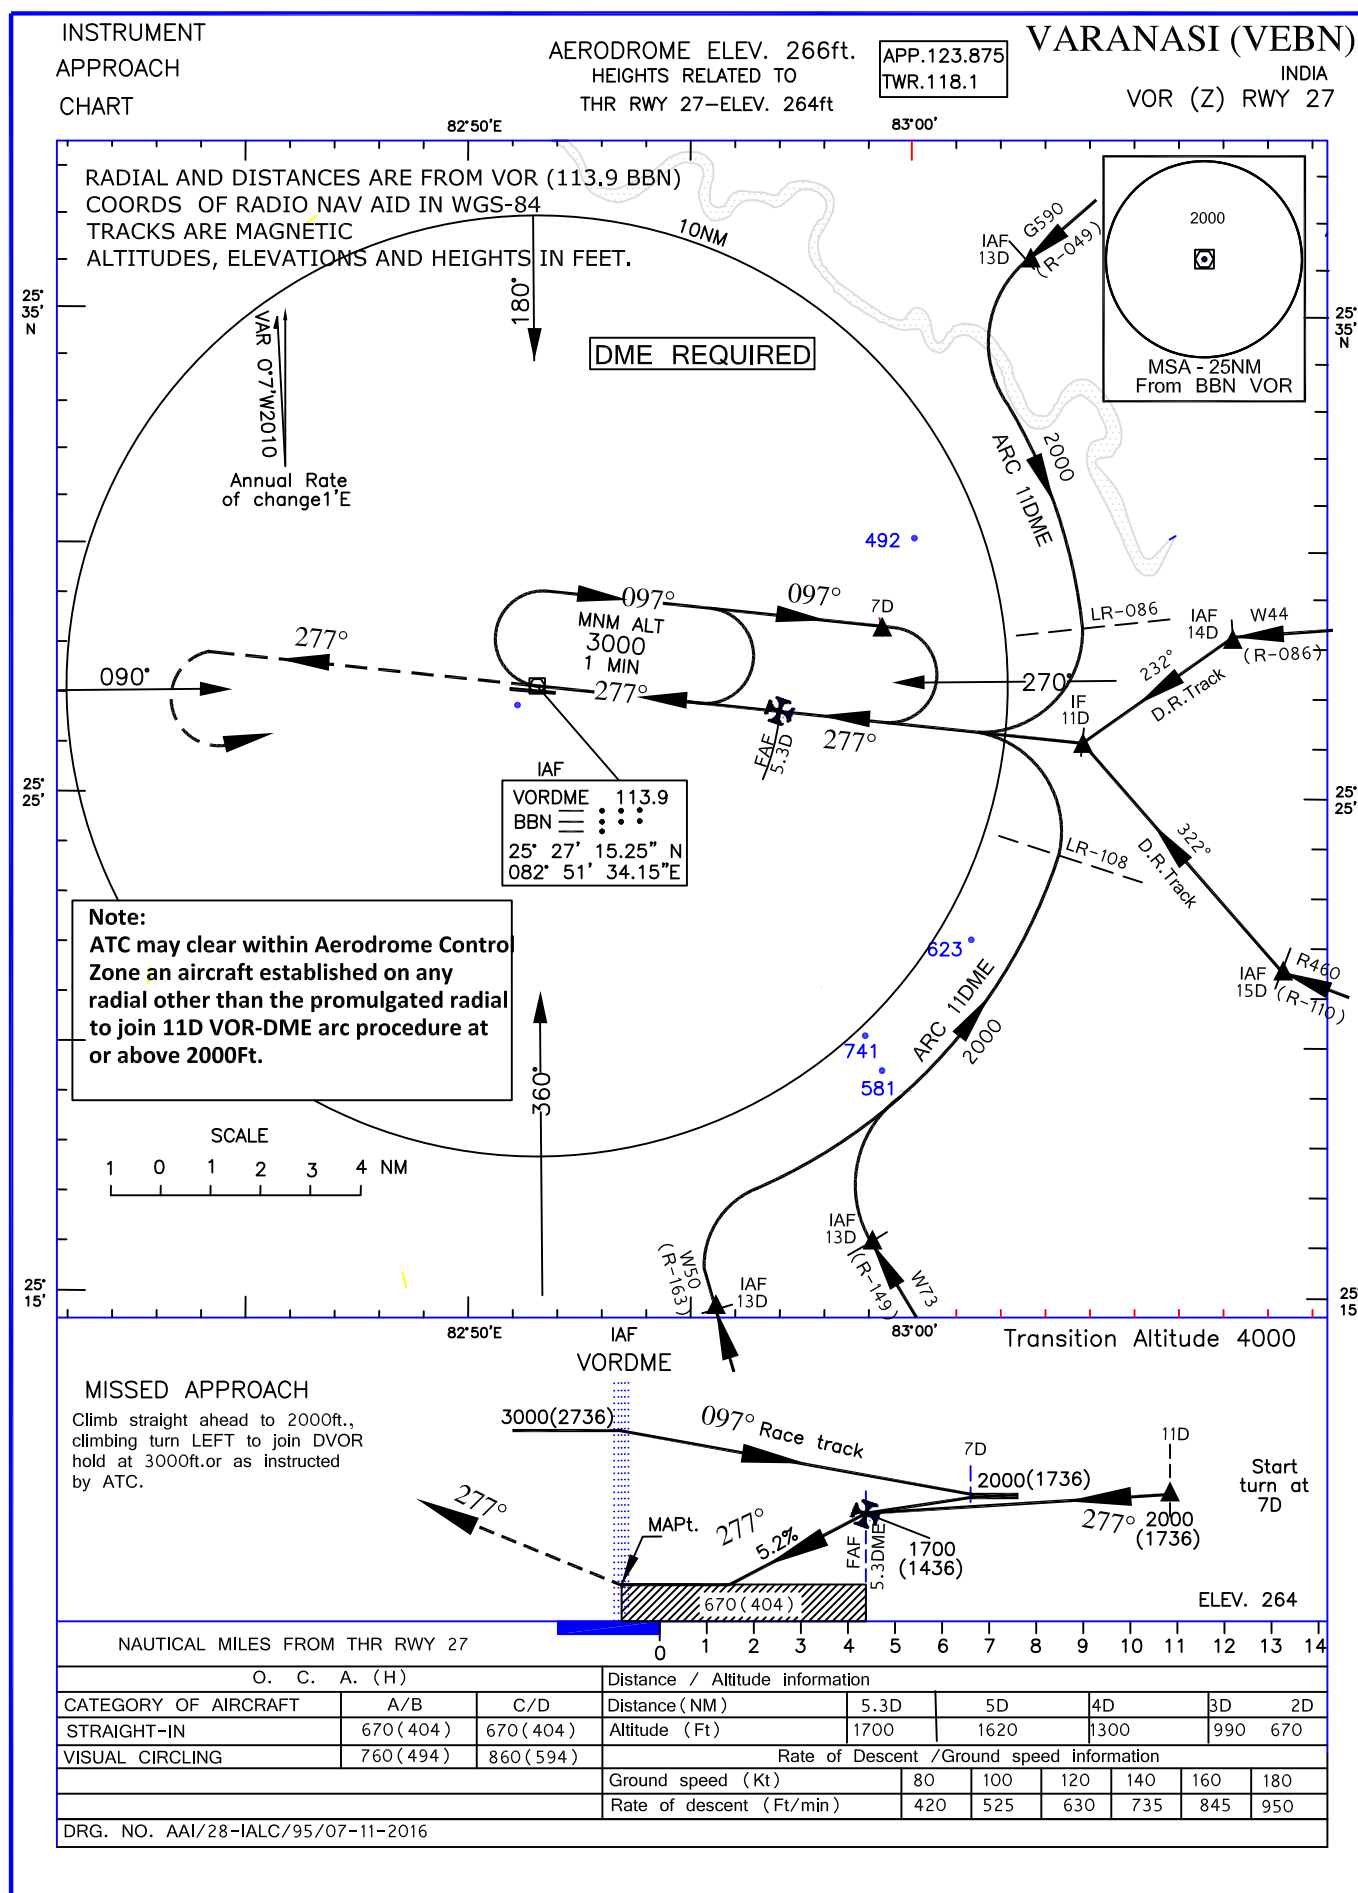 INSTRUMENT
APPROACH
CHART
AERODROME ELEV. 266ft.
HEIGHTS RELATED TO
THR RWY 27-ELEV. 264ft
APP.123.875
TWR.118.1
VARANASI (VEBN)
INDIA
VOR (Z) RWY 27
82°50'E
83°00'
RADIAL AND DISTANCES ARE FROM VOR (113.9 BBN)
COORDS OF RADIO NAV AID IN WGS-84
TRACKS ARE MAGNETIC
ALTITUDES, ELEVATIONS AND HEIGHTS IN FEET.
10NM
180°
DME REQUIRED
IAF
13D
G590
(R-049)
2000
MSA - 25NM
From BBN VOR
25°
35'
N
25°
35'
N
VAR 0°7'W2010
Annual Rate
of change1'E
ARC 11DME
2000
492
LR-086
IAF
14D
W44
(R-086)
232°
D.R.Track
097°
097°
7D
MNM ALT
3000
1 MIN
277°
277°
277°
090°
270°
IF
11D
FAF
5.3D
IAF
VORDME 113.9
BBN
25° 27' 15.25" N
082° 51' 34.15"E
25°
25'
25°
25'
322°
D.R.Track
LR-108
IAF
15D
R460
(R-110)
Note:
ATC may clear within Aerodrome Control
Zone an aircraft established on any
radial other than the promulgated radial
to join 11D VOR-DME arc procedure at
or above 2000Ft.
623
741
581
ARC 11DME
2000
360°
SCALE
1 0 1 2 3 4 NM
IAF
13D
W73
(R-149)
W50
(R-163)
IAF
13D
25°
15'
25°
15'
82°50'E
83°00'
Transition Altitude 4000
IAF
VORDME
MISSED APPROACH
Climb straight ahead to 2000ft.,
climbing turn LEFT to join DVOR
hold at 3000ft.or as instructed
by ATC.
3000(2736)
097° Race track
7D
2000(1736)
11D
Start
turn at
7D
277°
MAPt.
277°
5.2%
FAF
5.3DME
1700
(1436)
277°
2000
(1736)
670(404)
ELEV. 264
NAUTICAL MILES FROM THR RWY 27
0 1 2 3 4 5 6 7 8 9 10 11 12 13 14
O. C. A. (H)
Distance / Altitude information
CATEGORY OF AIRCRAFT A/B C/D
Distance(NM) 5.3D 5D 4D 3D 2D
STRAIGHT-IN 670(404) 670(404)
Altitude (Ft) 1700 1620 1300 990 670
VISUAL CIRCLING 760(494) 860(594)
Rate of Descent /Ground speed information
Ground speed (Kt) 80 100 120 140 160 180
Rate of descent (Ft/min) 420 525 630 735 845 950
DRG. NO. AAI/28-IALC/95/07-11-2016